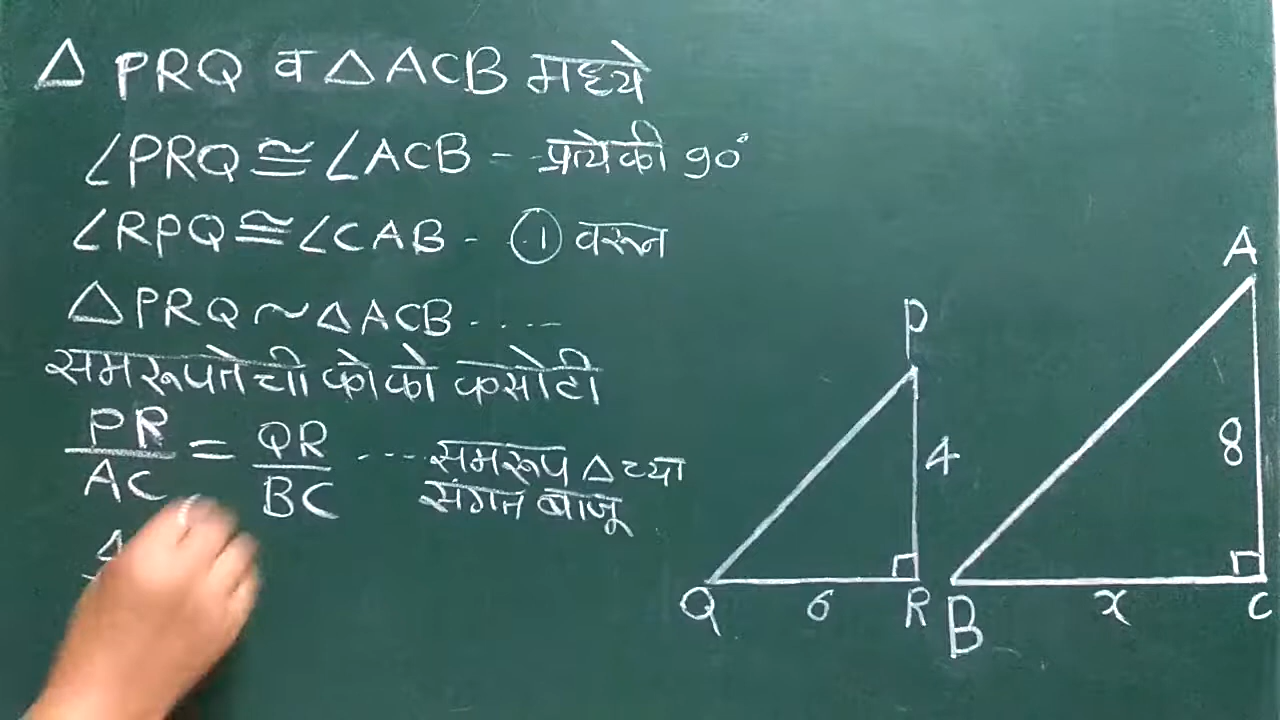 △ PRQ व △ACB मध्ये
∠PRQ ≅ ∠ACB - - प्रत्येकी 90°
∠RPQ ≅ ∠CAB - ① वरून
△PRQ ~ △ACB ....
समरूपतेची को को कसोटी
PR/AC = QR/BC ... समरूप △ च्या
संगत बाजू
4
P
4
Q 6 R
A
8
B x C